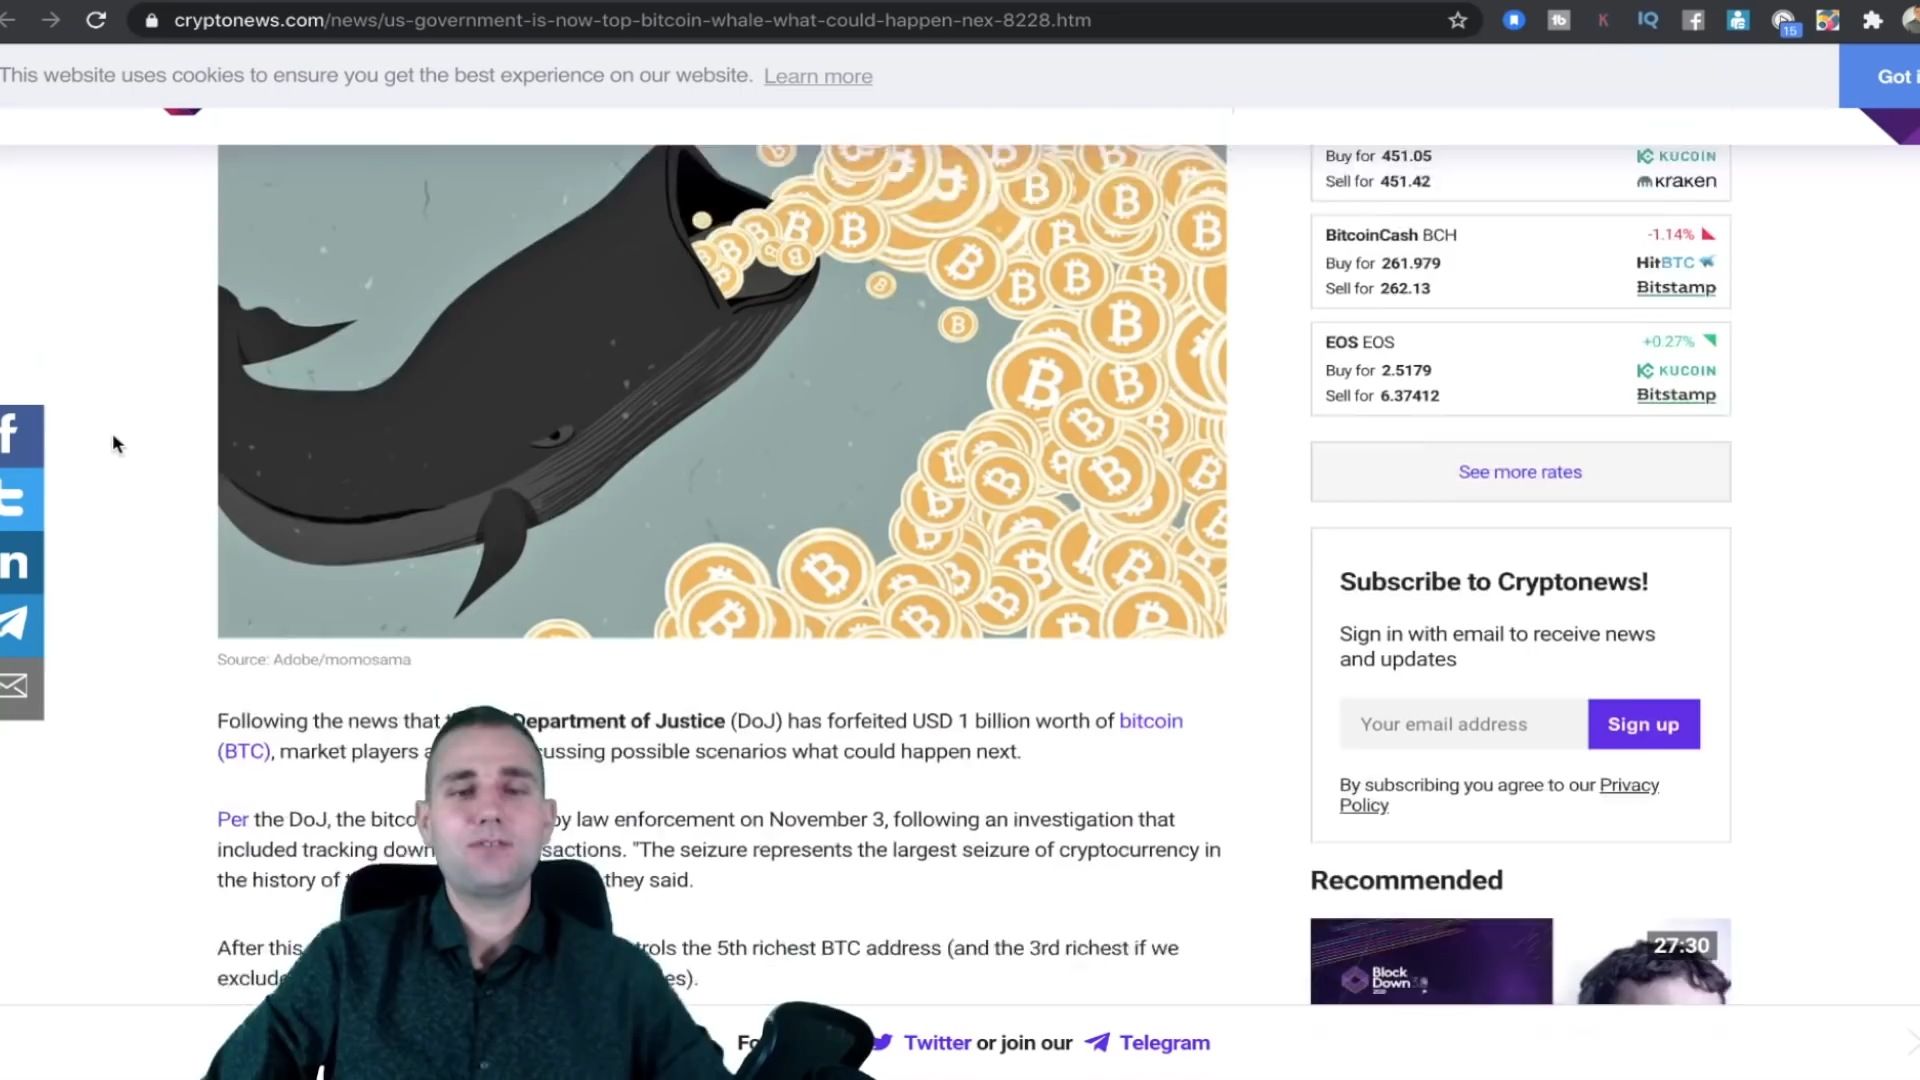 cryptonews.com/news/us-government-is-now-top-bitcoin-whale-what-could-happen-nex-8228.htm
15
This website uses cookies to ensure you get the best experience on our website. Learn more
Got i
Buy for 451.05 KUCOIN
Sell for 451.42 mкraкen
BitcoinCash BCH -1.14%
Buy for 261.979 HitBTC
Sell for 262.13 Bitstamp
EOS EOS +0.27%
Buy for 2.5179 KUCOIN
Sell for 6.37412 Bitstamp
See more rates
Subscribe to Cryptonews!
Sign in with email to receive news
and updates
Your email address Sign up
By subscribing you agree to our Privacy
Policy
Recommended
27:30
Block
Down
Source: Adobe/momosama
Following the news that Department of Justice (DoJ) has forfeited USD 1 billion worth of bitcoin
(BTC), market players cussing possible scenarios what could happen next.
Per the DoJ, the bitco by law enforcement on November 3, following an investigation that
included tracking down sactions. "The seizure represents the largest seizure of cryptocurrency in
the history of they said.
After this trols the 5th richest BTC address (and the 3rd richest if we
exclude es).
Fo Twitter or join our Telegram